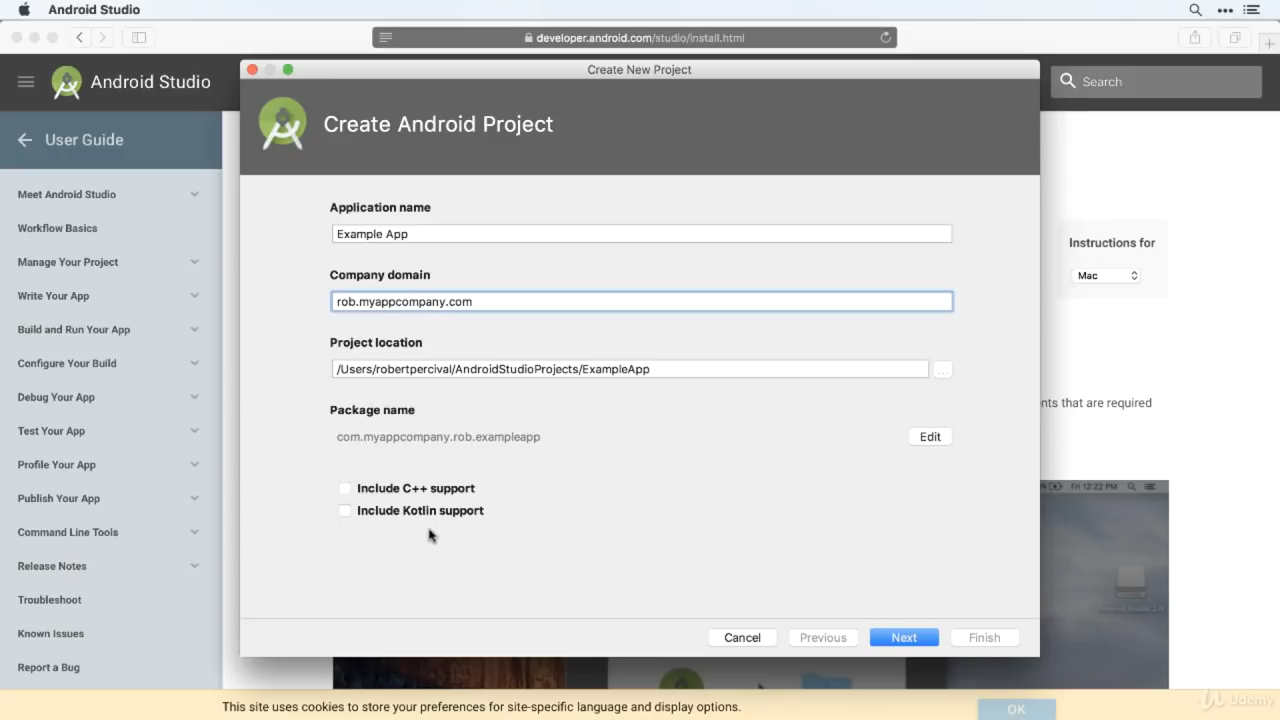 Android Studio
developer.android.com/studio/install.html
Android Studio
Create New Project
Search
User Guide
Create Android Project
Meet Android Studio
Workflow Basics
Manage Your Project
Write Your App
Build and Run Your App
Configure Your Build
Debug Your App
Test Your App
Profile Your App
Publish Your App
Command Line Tools
Release Notes
Troubleshoot
Known Issues
Report a Bug
Application name
Example App
Company domain
rob.myappcompany.com
Project location
/Users/robertpercival/AndroidStudioProjects/ExampleApp
...
Package name
com.myappcompany.rob.exampleapp
Edit
Include C++ support
Include Kotlin support
Cancel
Previous
Next
Finish
Instructions for
Mac
that are required
Fri 12:22 PM
This site uses cookies to store your preferences for site-specific language and display options.
OK
Udemy